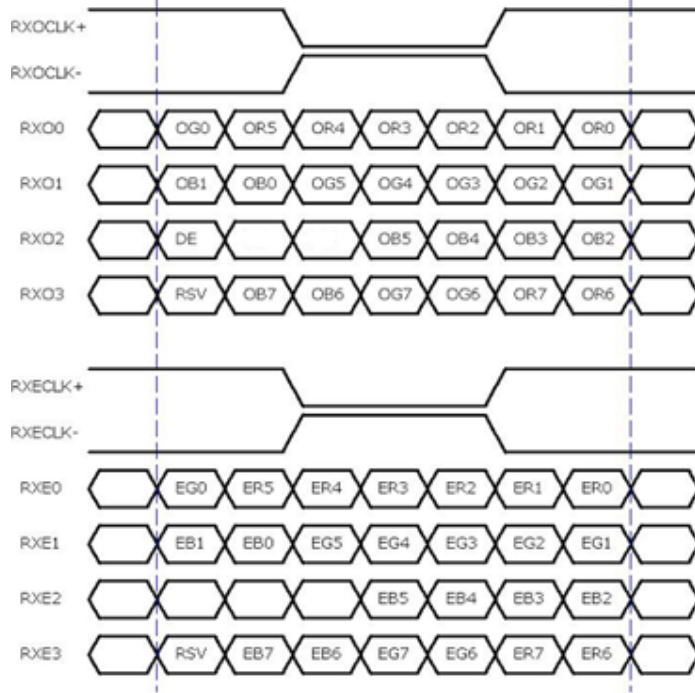 RXOCLK+
RXOCLK-
RXO0 OG0 OR5 OR4 OR3 OR2 OR1 OR0
RXO1 OB1 OB0 OG5 OG4 OG3 OG2 OG1
RXO2 DE OB5 OB4 OB3 OB2
RXO3 RSV OB7 OB6 OG7 OG6 OR7 OR6
RXECLK+
RXECLK-
RXE0 EG0 ER5 ER4 ER3 ER2 ER1 ER0
RXE1 EB1 EB0 EG5 EG4 EG3 EG2 EG1
RXE2 EB5 EB4 EB3 EB2
RXE3 RSV EB7 EB6 EG7 EG6 ER7 ER6